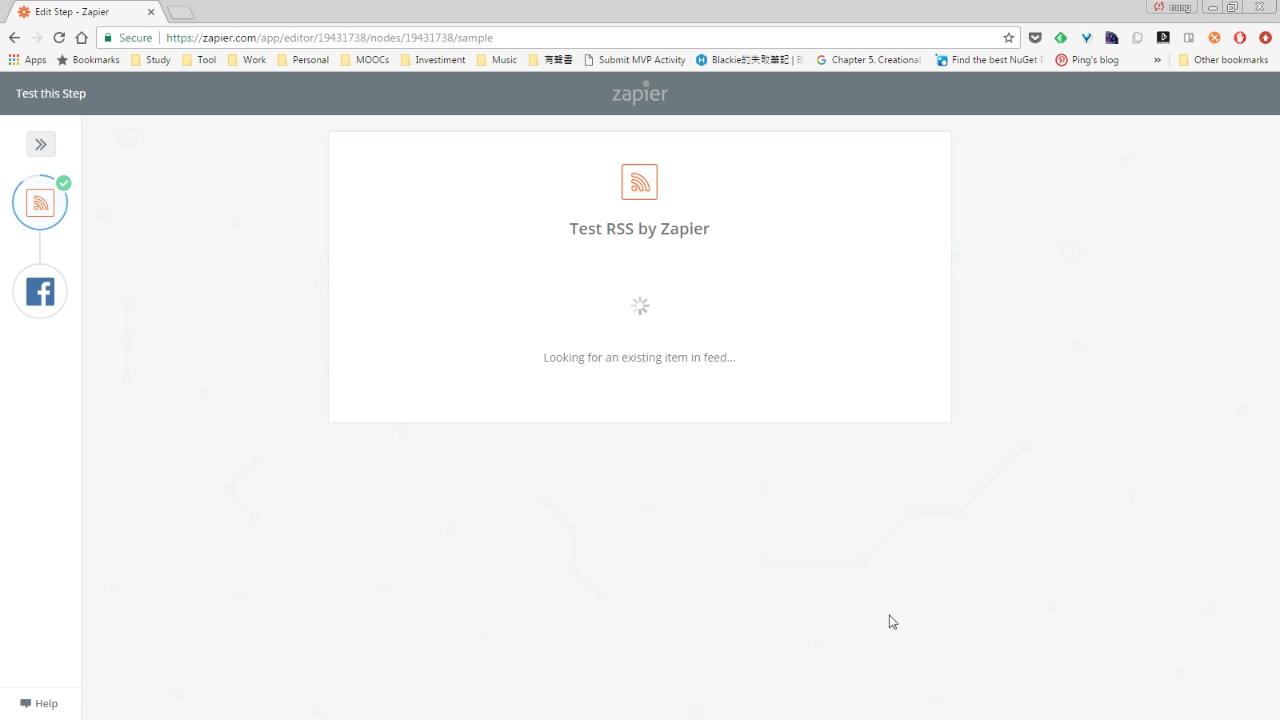 Edit Step - Zapier
nung
Secure
https://zapier.com/app/editor/19431738/nodes/19431738/sample
Apps
Bookmarks
Study
Tool
Work
Personal
MOOCs
Investiment
Music
有聲書
Submit MVP Activity
Blackie的失敗筆記 | Bl
Chapter 5. Creational
Find the best NuGet P
Ping's blog
»
Other bookmarks
Test this Step
zapier
Test RSS by Zapier
Looking for an existing item in feed...
Help